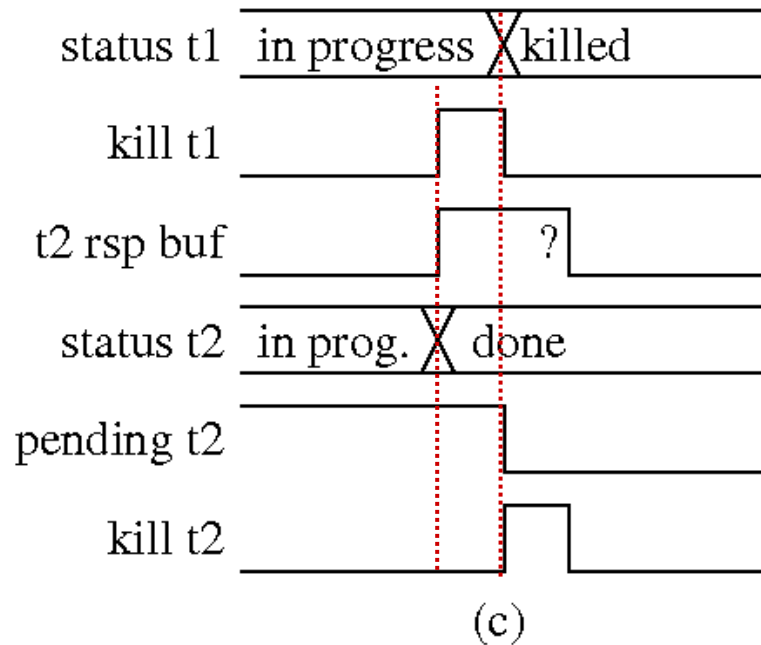 status t1 in progress killed
kill t1
t2 rsp buf ?
status t2 in prog. done
pending t2
kill t2
(c)